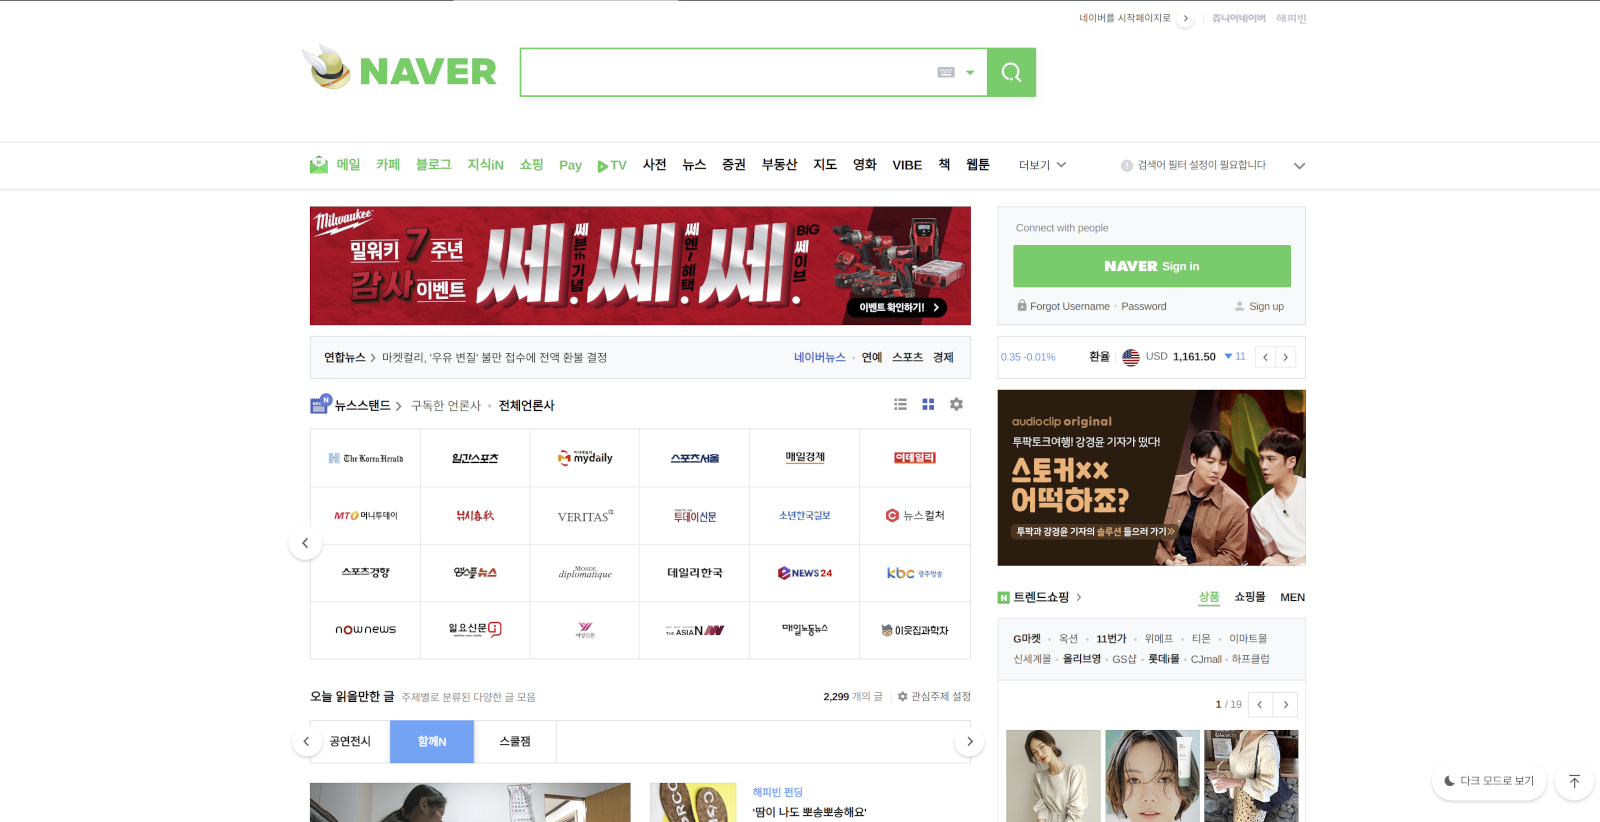 네이버를 시작페이지로
쥬니어네이버 해피빈
NAVER
메일 카페 블로그 지식iN 쇼핑 Pay TV 사전 뉴스 증권 부동산 지도 영화 VIBE 책 웹툰 더보기
검색어 필터 설정이 필요합니다
Milwaukee
밀워키 7 주년
감사 이벤트
쎄. 쎄. 쎄.
쎄븐th기념
쎄엔~혜택
BIG 쎄이브
이벤트 확인하기!
Connect with people
NAVER Sign in
Forgot Username · Password
Sign up
연합뉴스 마켓컬리, '우유 변질' 불만 접수에 전액 환불 결정
네이버뉴스 · 연예 스포츠 경제
0.35 -0.01% 환율 USD 1,161.50 ▼ 11
뉴스스탠드 구독한 언론사 · 전체언론사
The Korea Herald
일간스포츠
mydaily
스포츠서울
매일경제
이데일리
MTO 머니투데이
낚시春秋
VERITAS α
투데이신문
소년한국일보
뉴스컬처
스포츠경향
앳스타일뉴스
MONDE diplomatique
데일리한국
eNEWS 24
kbc 광주방송
nownews
일요신문 i
여성신문
THE ASIAN
매일노동뉴스
이웃집과학자
audioclip original
투팍토크여행! 강경윤 기자가 떴다!
스토커xx
어떡하죠?
투팍과 강경윤 기자의 솔루션 들으러 가기
트렌드쇼핑 상품 쇼핑몰 MEN
G마켓 · 옥션 · 11번가 · 위메프 · 티몬 · 이마트몰
신세계몰 · 올리브영 · GS샵 · 롯데i몰 · CJmall · 하프클럽
1 / 19
오늘 읽을만한 글 주제별로 분류된 다양한 글 모음
2,299 개의 글 관심주제 설정
공연전시 함께N 스쿨잼
해피빈 펀딩
'땀이 나도 뽀송뽀송해요'
다크 모드로 보기